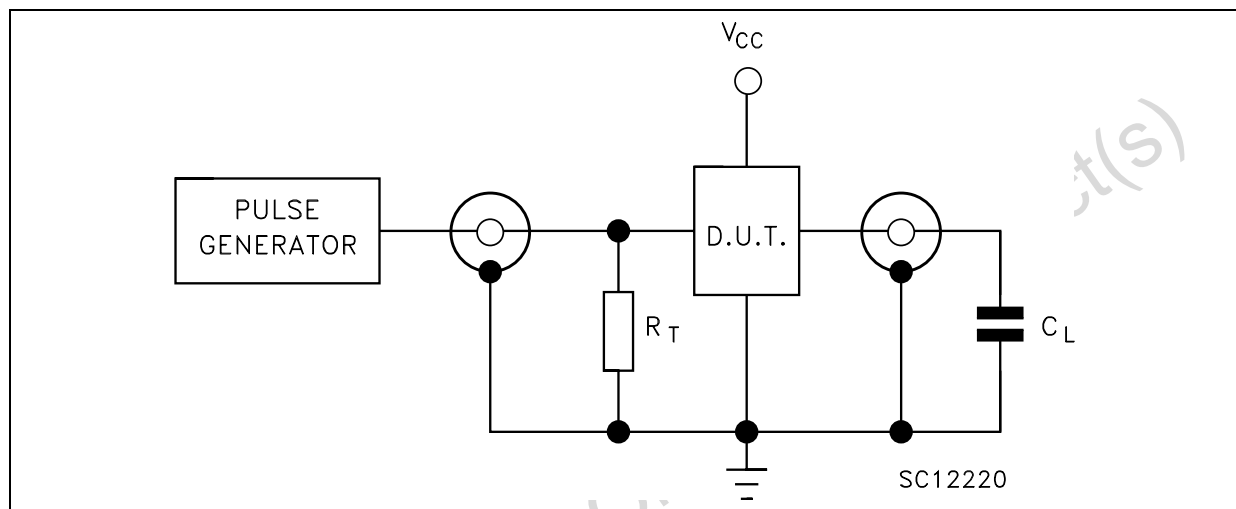 VCC
PULSE
GENERATOR
D.U.T.
RT
CL
SC12220